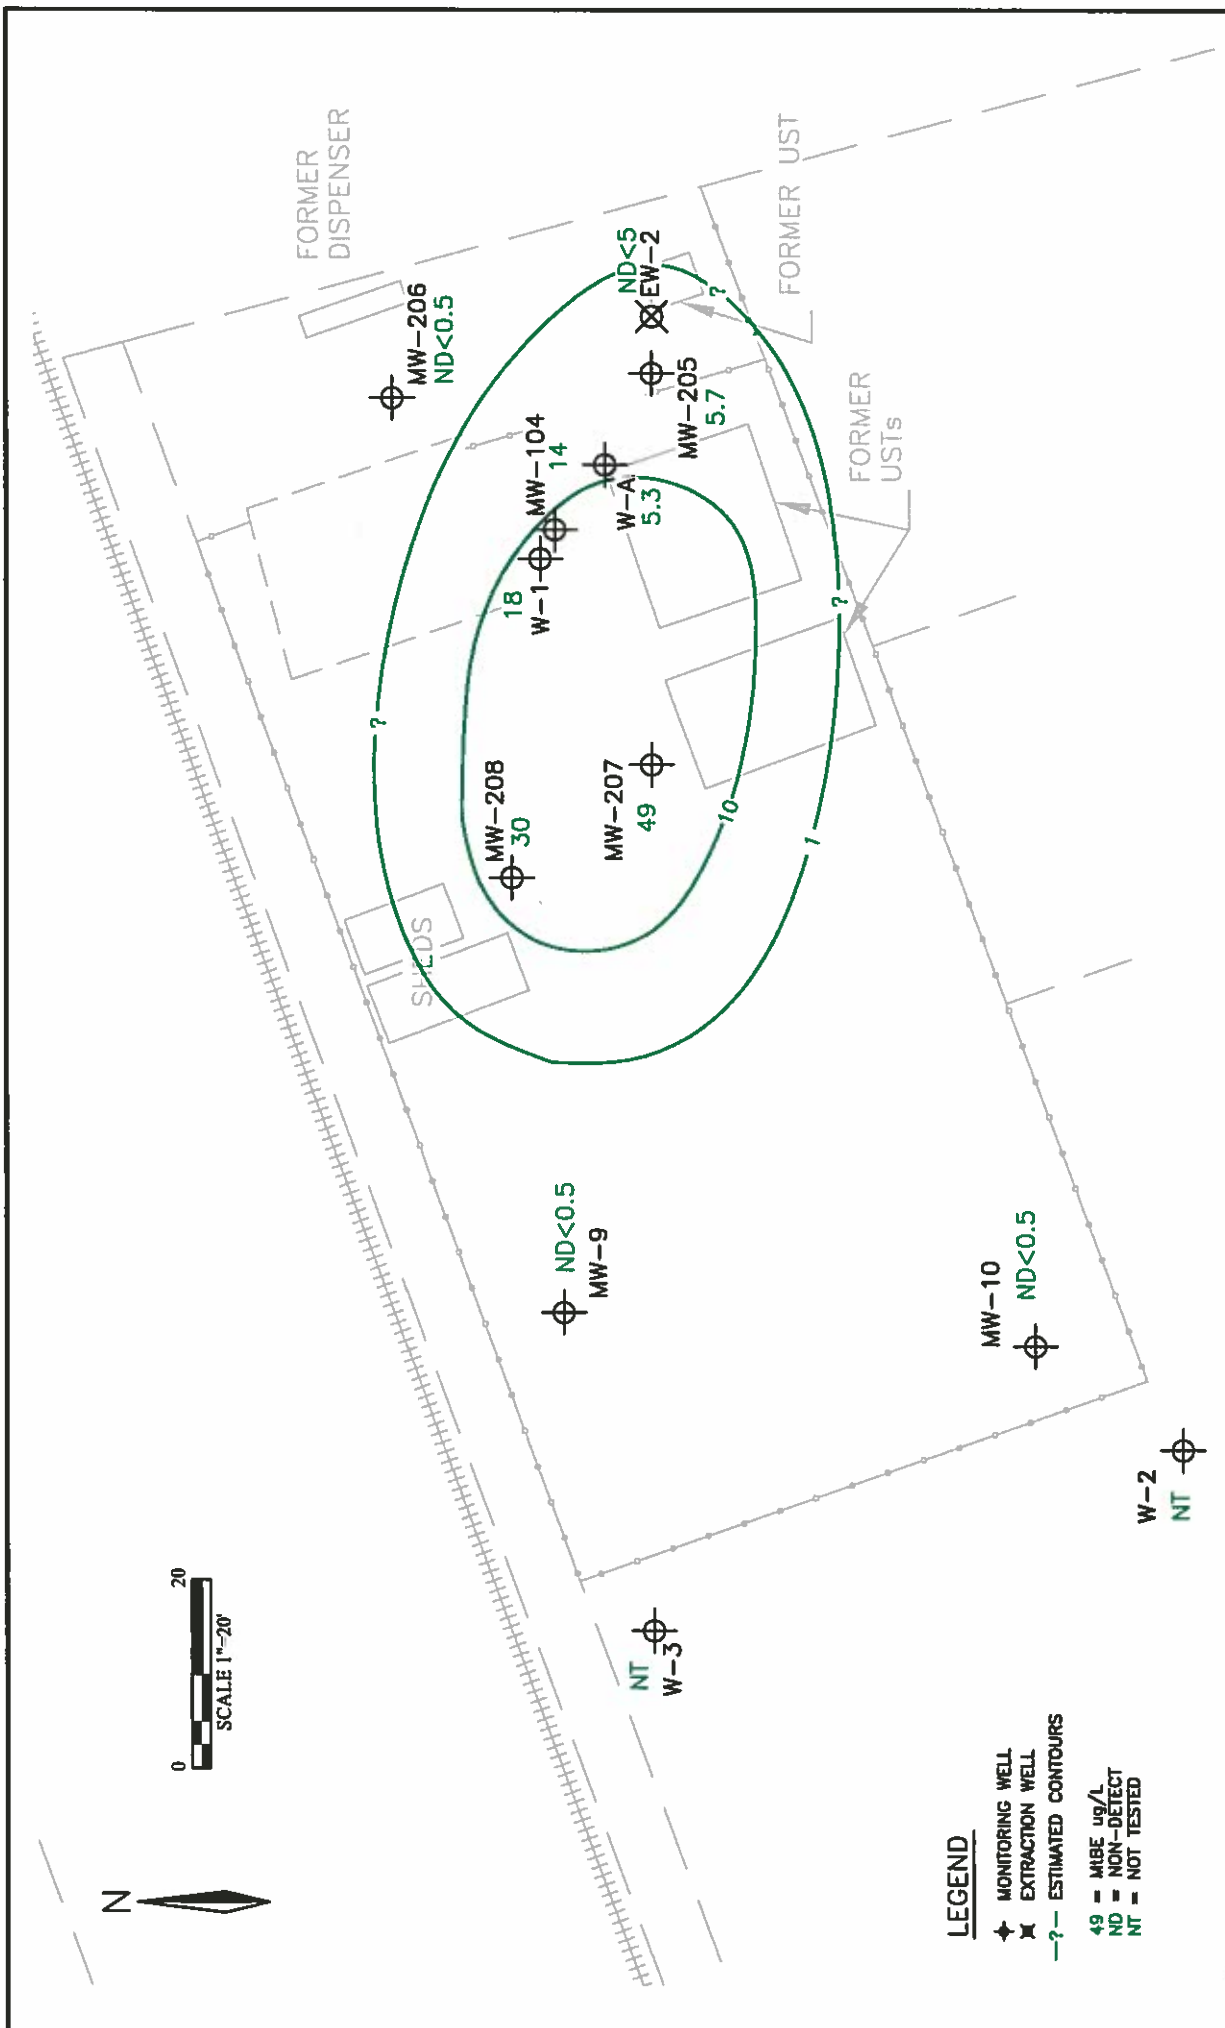 N
0
20
SCALE 1"=20'
FORMER
DISPENSER
MW-206
ND<0.5
ND<5
EW-2
FORMER UST
MW-205
5.7
MW-104
14
W-A
5.3
18
W-1
FORMER
USTs
MW-208
30
MW-207
49
SHEDS
?
?
?
10
1
ND<0.5
MW-9
MW-10
ND<0.5
NT
W-3
W-2
NT
LEGEND
MONITORING WELL
EXTRACTION WELL
—?— ESTIMATED CONTOURS
49 = MtBE ug/L
ND = NON-DETECT
NT = NOT TESTED